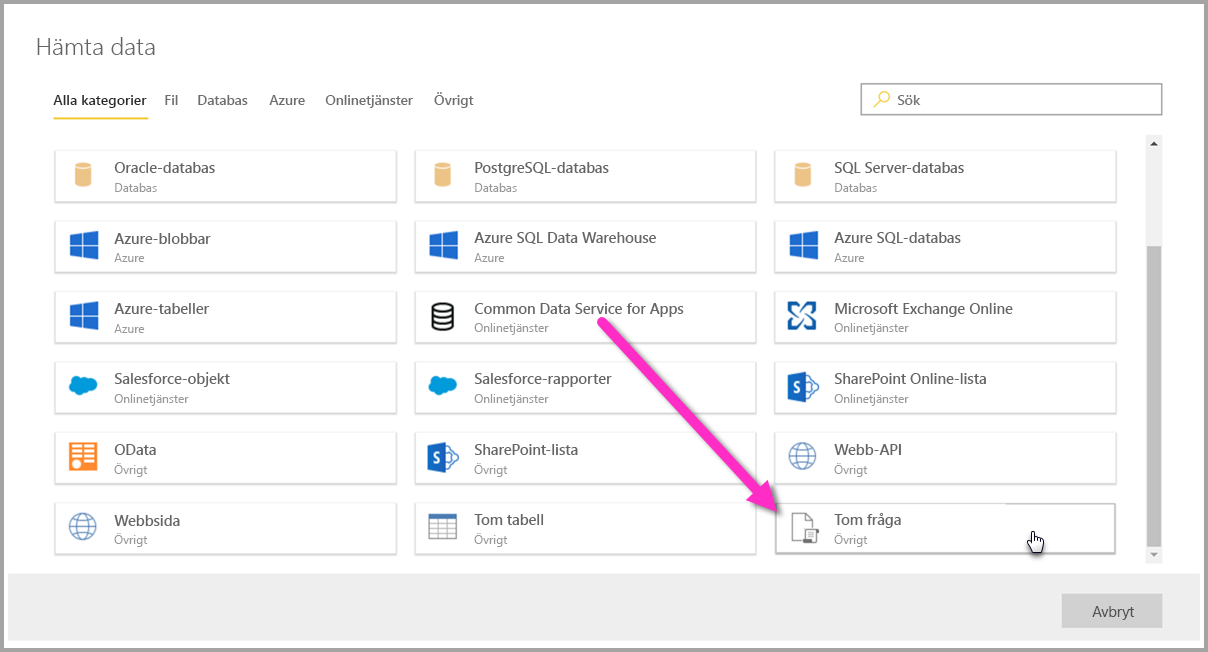 Hämta data
Alla kategorier Fil Databas Azure Onlinetjänster Övrigt Sök
Oracle-databas PostgreSQL-databas SQL Server-databas
Databas Databas Databas
Azure-blobbar Azure SQL Data Warehouse Azure SQL-databas
Azure Azure Azure
Azure-tabeller Common Data Service for Apps Microsoft Exchange Online
Azure Onlinetjänster Onlinetjänster
Salesforce-objekt Salesforce-rapporter SharePoint Online-lista
Onlinetjänster Onlinetjänster Onlinetjänster
OData SharePoint-lista Webb-API
Övrigt Övrigt Övrigt
Webbsida Tom tabell Tom fråga
Övrigt Övrigt Övrigt
Avbryt